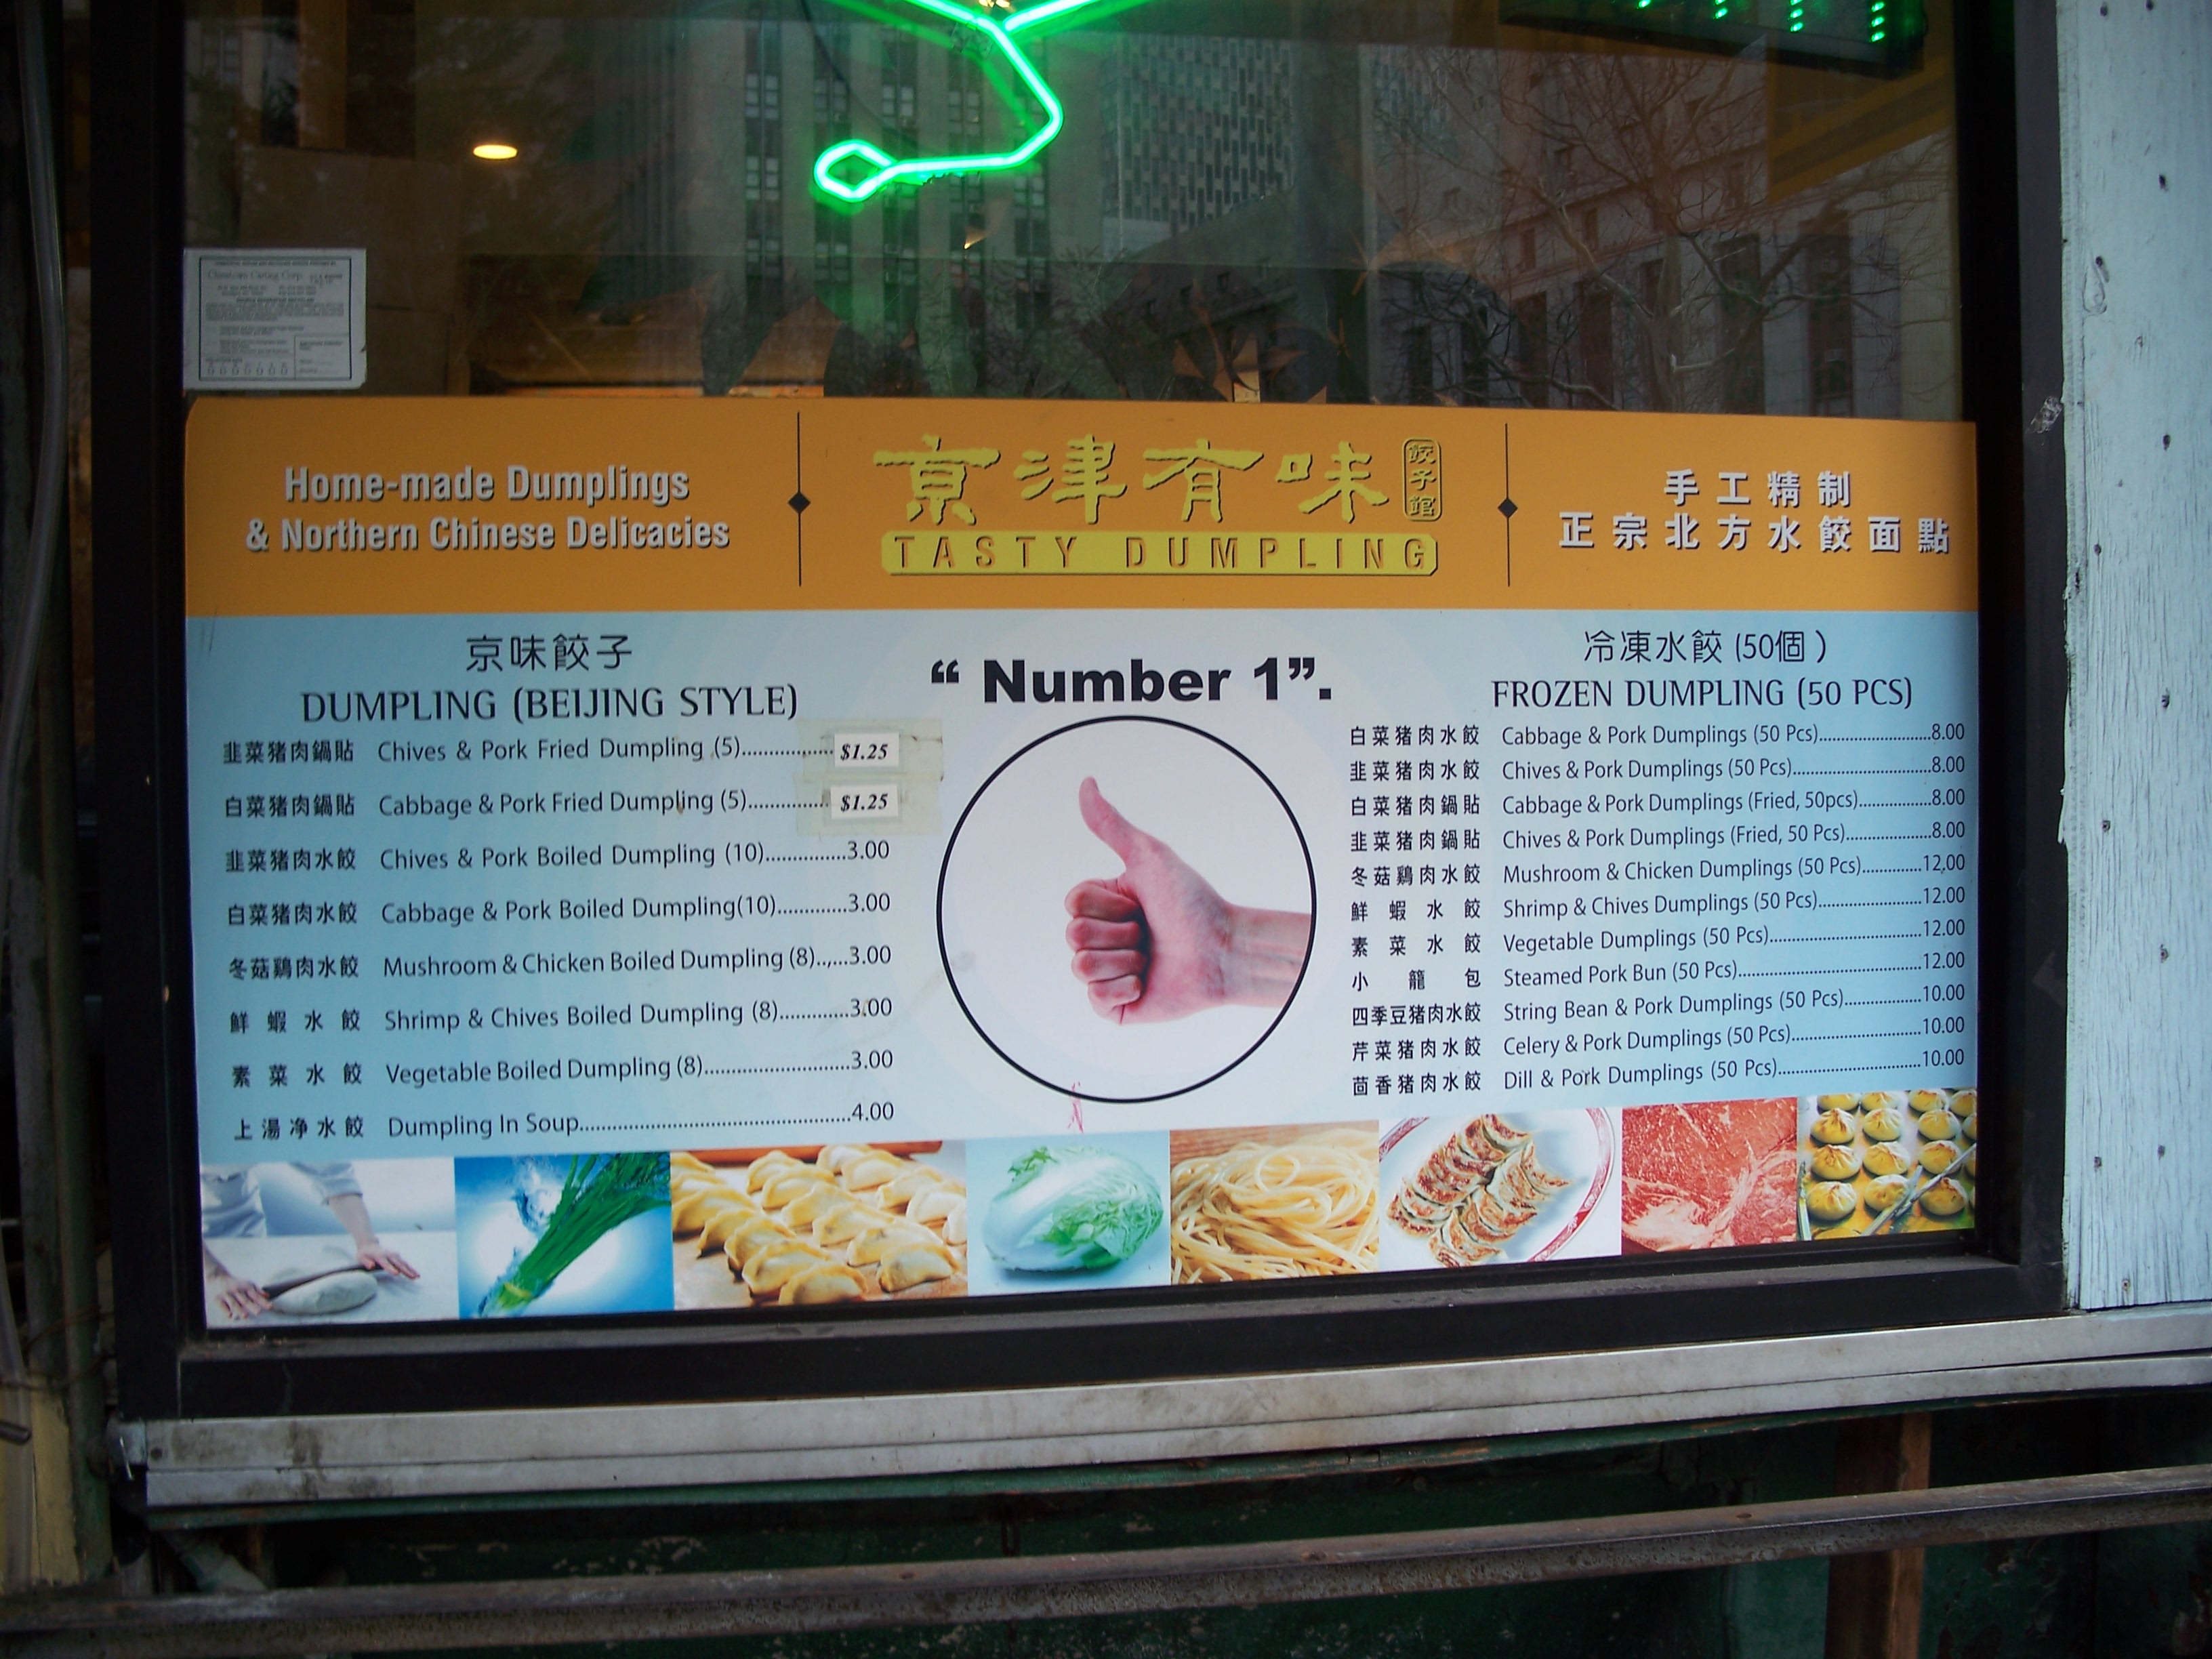 Home-made Dumplings
& Northern Chinese Delicacies
京津有味 餃子館
TASTY DUMPLING
手工精制
正宗北方水餃面點
京味餃子
DUMPLING (BEIJING STYLE)
韭菜猪肉鍋貼 Chives & Pork Fried Dumpling (5)................... $1.25
白菜猪肉鍋貼 Cabbage & Pork Fried Dumpling (5)................ $1.25
韭菜猪肉水餃 Chives & Pork Boiled Dumpling (10)...............3.00
白菜猪肉水餃 Cabbage & Pork Boiled Dumpling(10).............3.00
冬菇鷄肉水餃 Mushroom & Chicken Boiled Dumpling (8)......3.00
鮮蝦水餃 Shrimp & Chives Boiled Dumpling (8).............3.00
素菜水餃 Vegetable Boiled Dumpling (8)...........................3.00
上湯净水餃 Dumpling In Soup..................................................4.00
“ Number 1”.
冷凍水餃 (50個)
FROZEN DUMPLING (50 PCS)
白菜猪肉水餃 Cabbage & Pork Dumplings (50 Pcs)......................8.00
韭菜猪肉水餃 Chives & Pork Dumplings (50 Pcs)...........................8.00
白菜猪肉鍋貼 Cabbage & Pork Dumplings (Fried, 50pcs)..............8.00
韭菜猪肉鍋貼 Chives & Pork Dumplings (Fried, 50 Pcs).................8.00
冬菇鷄肉水餃 Mushroom & Chicken Dumplings (50 Pcs)............12.00
鮮蝦水餃 Shrimp & Chives Dumplings (50 Pcs)....................12.00
素菜水餃 Vegetable Dumplings (50 Pcs)..............................12.00
小籠包 Steamed Pork Bun (50 Pcs)....................................12.00
四季豆猪肉水餃 String Bean & Pork Dumplings (50 Pcs)...............10.00
芹菜猪肉水餃 Celery & Pork Dumplings (50 Pcs)..........................10.00
茴香猪肉水餃 Dill & Pork Dumplings (50 Pcs).............................10.00